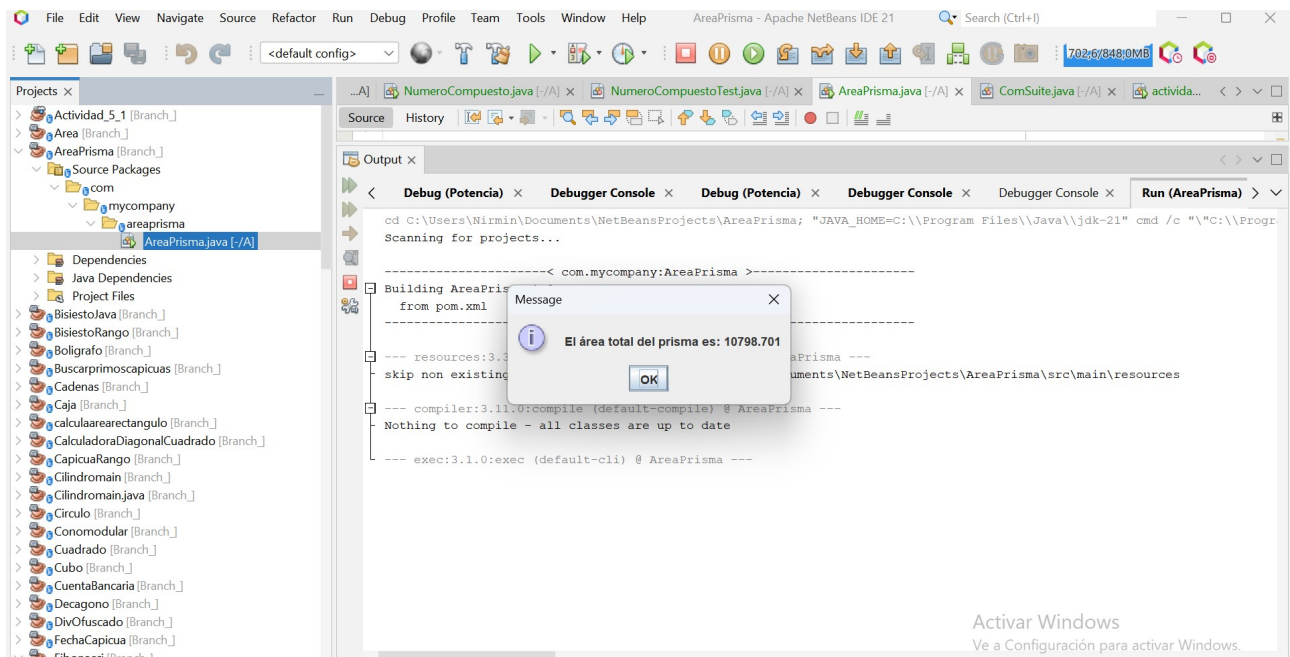 File Edit View Navigate Source Refactor Run Debug Profile Team Tools Window Help AreaPrisma - Apache NetBeans IDE 21 Search (Ctrl+I)
<default config> 702,6/848,0MB
Projects
...A] NumeroCompuesto.java [-/A] NumeroCompuestoTest.java [-/A] AreaPrisma.java [-/A] ComSuite.java [-/A] activida...
Source History
Actividad_5_1 [Branch_]
Area [Branch_]
AreaPrisma [Branch_]
Source Packages
com
mycompany
areaprisma
AreaPrisma.java [-/A]
Dependencies
Java Dependencies
Project Files
BisiestoJava [Branch_]
BisiestoRango [Branch_]
Boligrafo [Branch_]
Buscarprimoscapicuas [Branch_]
Cadenas [Branch_]
Caja [Branch_]
calculaarearectangulo [Branch_]
CalculadoraDiagonalCuadrado [Branch_]
CapicuaRango [Branch_]
Cilindromain [Branch_]
Cilindromain.java [Branch_]
Circulo [Branch_]
Conomodular [Branch_]
Cuadrado [Branch_]
Cubo [Branch_]
CuentaBancaria [Branch_]
Decagono [Branch_]
DivOfuscado [Branch_]
FechaCapicua [Branch_]
Output
Debug (Potencia) Debugger Console Debug (Potencia) Debugger Console Debugger Console Run (AreaPrisma)
cd C:\Users\Nirmin\Documents\NetBeansProjects\AreaPrisma; "JAVA_HOME=C:\\Program Files\\Java\\jdk-21" cmd /c "\"C:\\Progr
Scanning for projects...
----------------------< com.mycompany:AreaPrisma >----------------------
Building AreaPris
from pom.xml
--- resources:3.3 aPrisma ---
skip non existing uments\NetBeansProjects\AreaPrisma\src\main\resources
--- compiler:3.11.0:compile (default-compile) @ AreaPrisma ---
Nothing to compile - all classes are up to date
--- exec:3.1.0:exec (default-cli) @ AreaPrisma ---
Message
El área total del prisma es: 10798.701
OK
Activar Windows
Ve a Configuración para activar Windows.